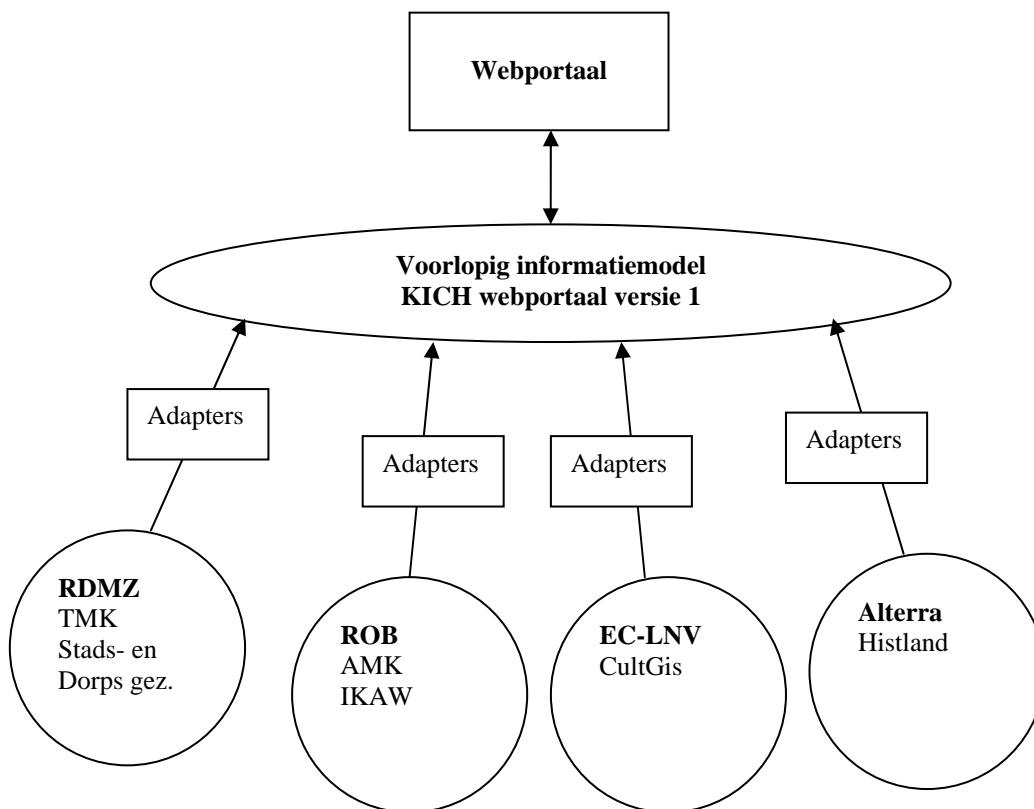 Webportaal
Voorlopig informatiemodel
KICH webportaal versie 1
Adapters
Adapters
Adapters
Adapters
RDMZ
TMK
Stads- en
Dorps gez.
ROB
AMK
IKAW
EC-LNV
CultGis
Alterra
Histland